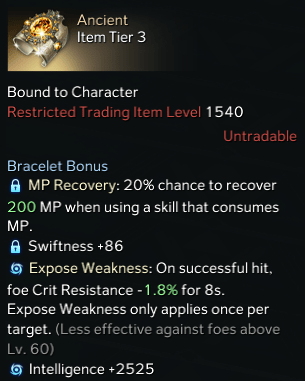 Ancient
Item Tier 3
Bound to Character
Restricted Trading Item Level 1540
Untradable
Bracelet Bonus
MP Recovery: 20% chance to recover
200 MP when using a skill that consumes
MP.
Swiftness +86
Expose Weakness: On successful hit,
foe Crit Resistance -1.8% for 8s.
Expose Weakness only applies once per
target. (Less effective against foes above
Lv. 60)
Intelligence +2525